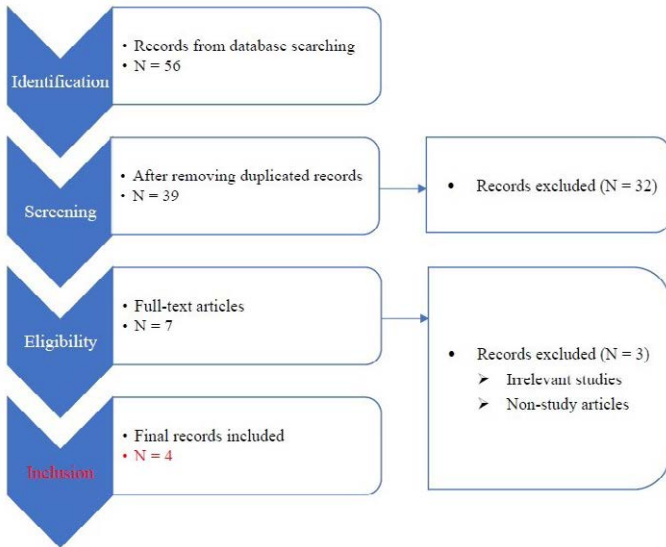 Identification
• Records from database searching
• N = 56
Screening
• After removing duplicated records
• N = 39
• Records excluded (N = 32)
Eligibility
• Full-text articles
• N = 7
• Records excluded (N = 3)
➢ Irrelevant studies
➢ Non-study articles
Inclusion
• Final records included
• N = 4